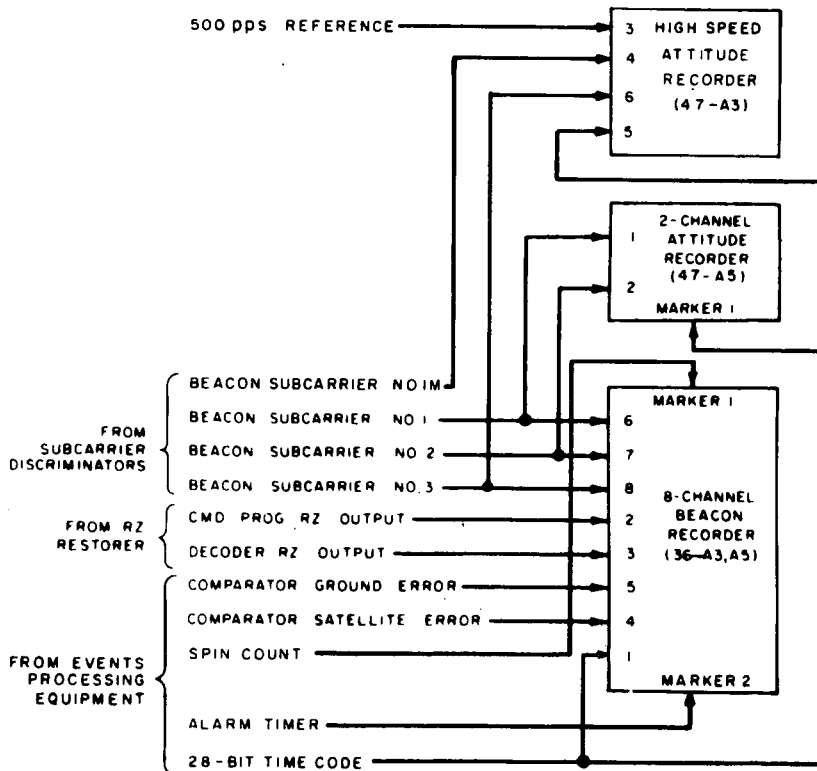 500 pps REFERENCE
3 HIGH SPEED
4 ATTITUDE
RECORDER
6 (47-A3)
5
2-CHANNEL
1 ATTITUDE
RECORDER
(47-A5)
2
MARKER 1
BEACON SUBCARRIER NO 1M
MARKER 1
BEACON SUBCARRIER NO 1
6
FROM
SUBCARRIER
DISCRIMINATORS
BEACON SUBCARRIER NO 2
7
BEACON SUBCARRIER NO. 3
8
8-CHANNEL
BEACON
RECORDER
(36-A3,A5)
FROM RZ
RESTORER
CMD PROG RZ OUTPUT
2
DECODER RZ OUTPUT
3
COMPARATOR GROUND ERROR
5
COMPARATOR SATELLITE ERROR
4
SPIN COUNT
1
FROM EVENTS
PROCESSING
EQUIPMENT
MARKER 2
ALARM TIMER
28-BIT TIME CODE